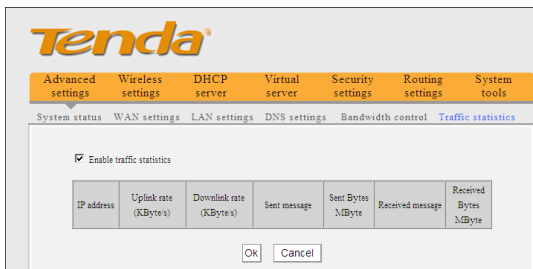 Tenda®
Advanced settings Wireless settings DHCP server Virtual server Security settings Routing settings System tools
System status WAN settings LAN settings DNS settings Bandwidth control Traffic statistics
Enable traffic statistics
IP address Uplink rate (KByte/s) Downlink rate (KByte/s) Sent message Sent Bytes MByte Received message Received Bytes MByte
Ok Cancel